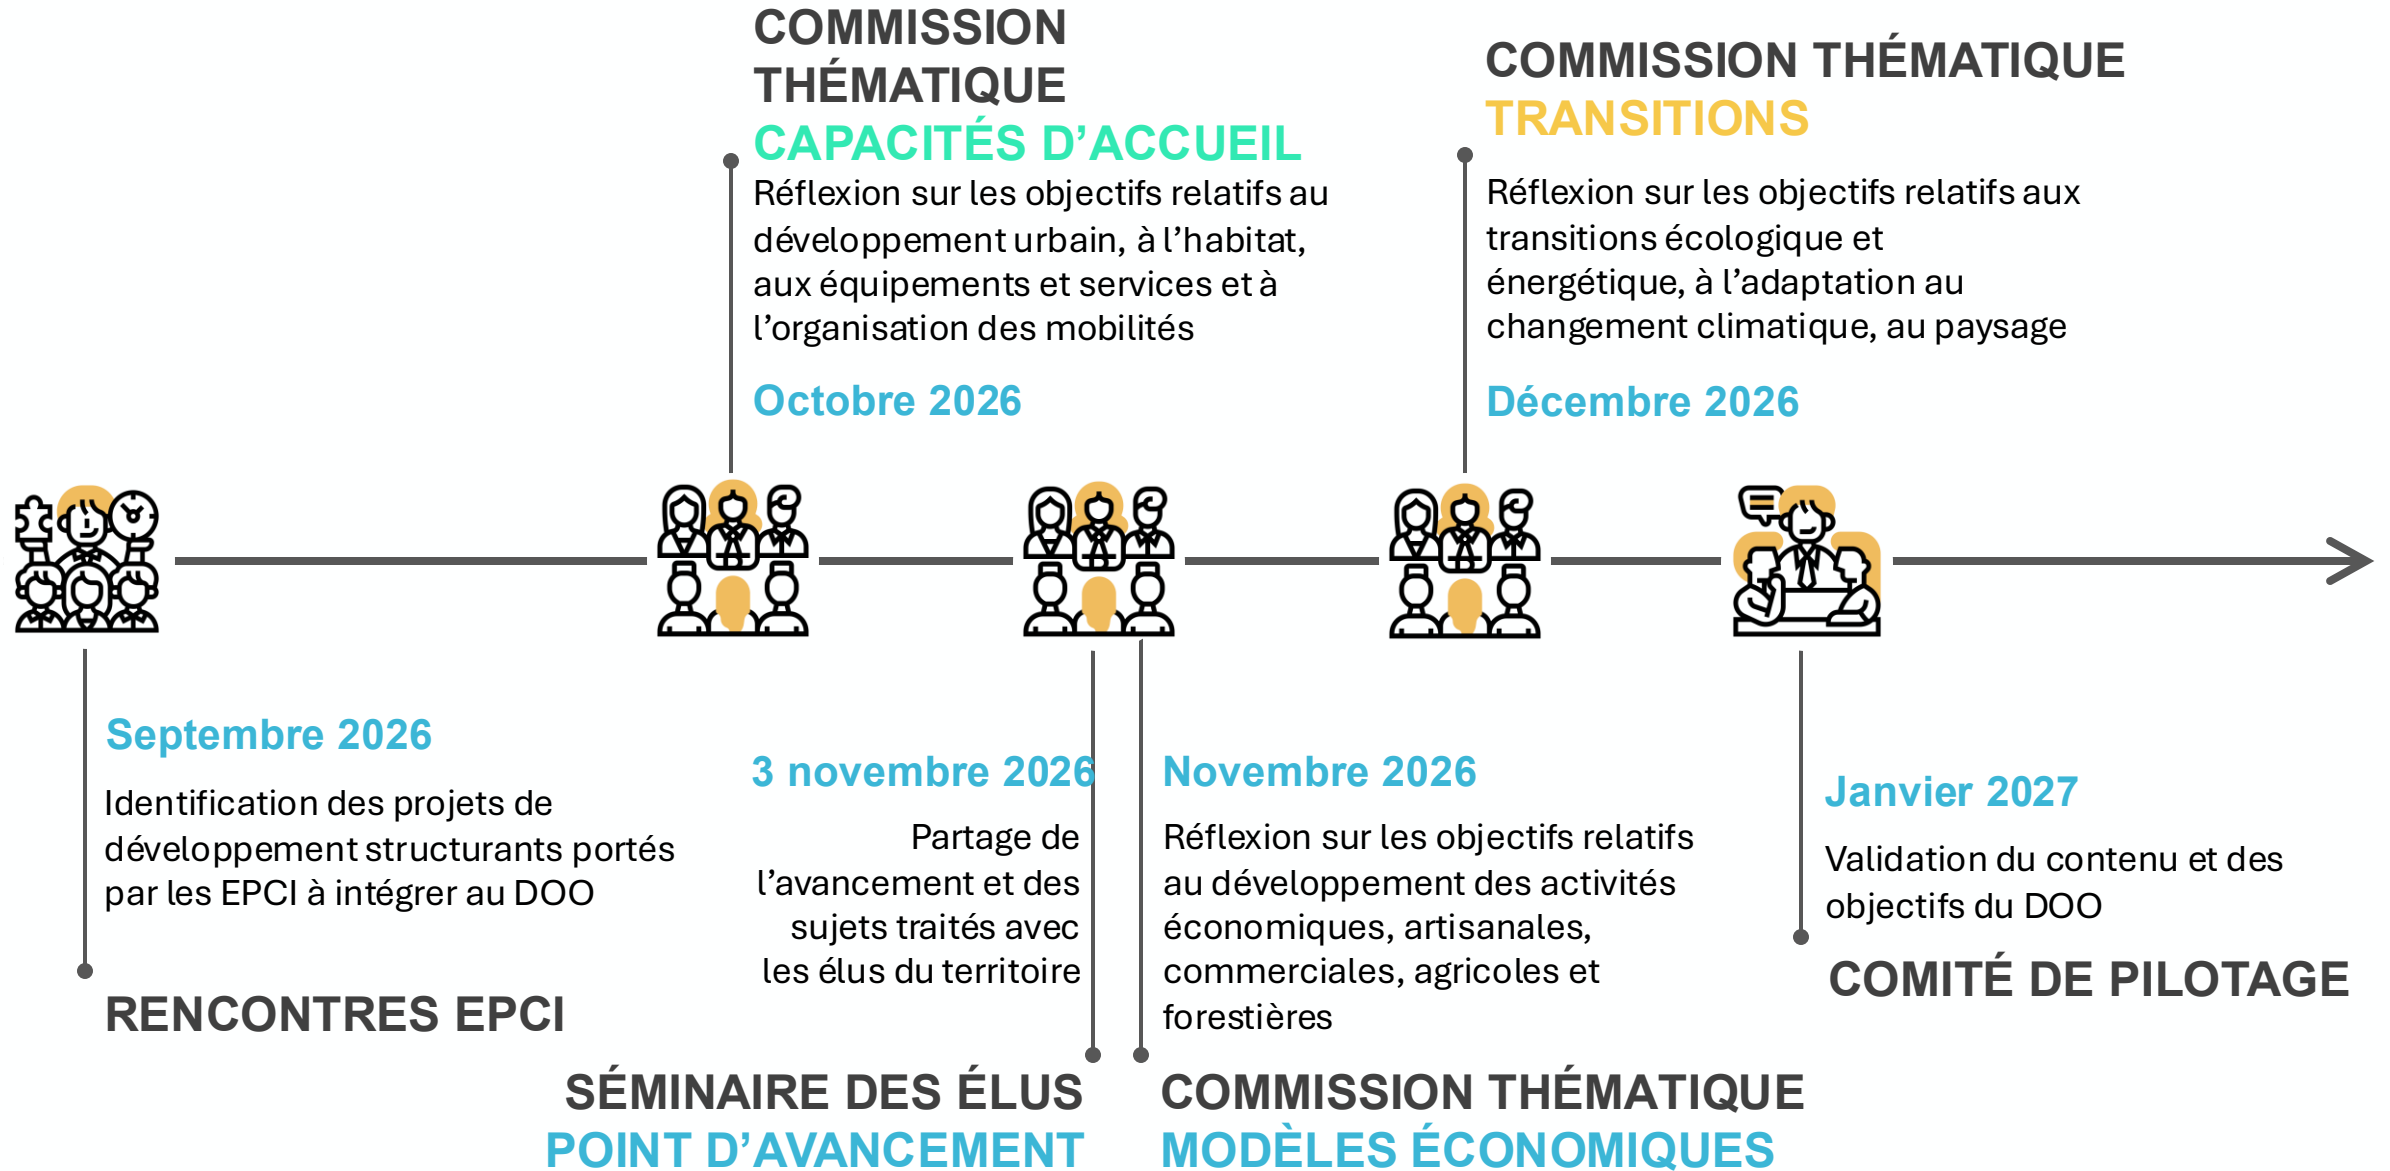 COMMISSION
THÉMATIQUE
CAPACITÉS D’ACCUEIL
Réflexion sur les objectifs relatifs au
développement urbain, à l’habitat,
aux équipements et services et à
l’organisation des mobilités
Octobre 2026
COMMISSION THÉMATIQUE
TRANSITIONS
Réflexion sur les objectifs relatifs aux
transitions écologique et
énergétique, à l’adaptation au
changement climatique, au paysage
Décembre 2026
Septembre 2026
Identification des projets de
développement structurants portés
par les EPCI à intégrer au DOO
RENCONTRES EPCI
3 novembre 2026
Partage de
l’avancement et des
sujets traités avec
les élus du territoire
SÉMINAIRE DES ÉLUS
POINT D’AVANCEMENT
Novembre 2026
Réflexion sur les objectifs relatifs
au développement des activités
économiques, artisanales,
commerciales, agricoles et
forestières
COMMISSION THÉMATIQUE
MODÈLES ÉCONOMIQUES
Janvier 2027
Validation du contenu et des
objectifs du DOO
COMITÉ DE PILOTAGE